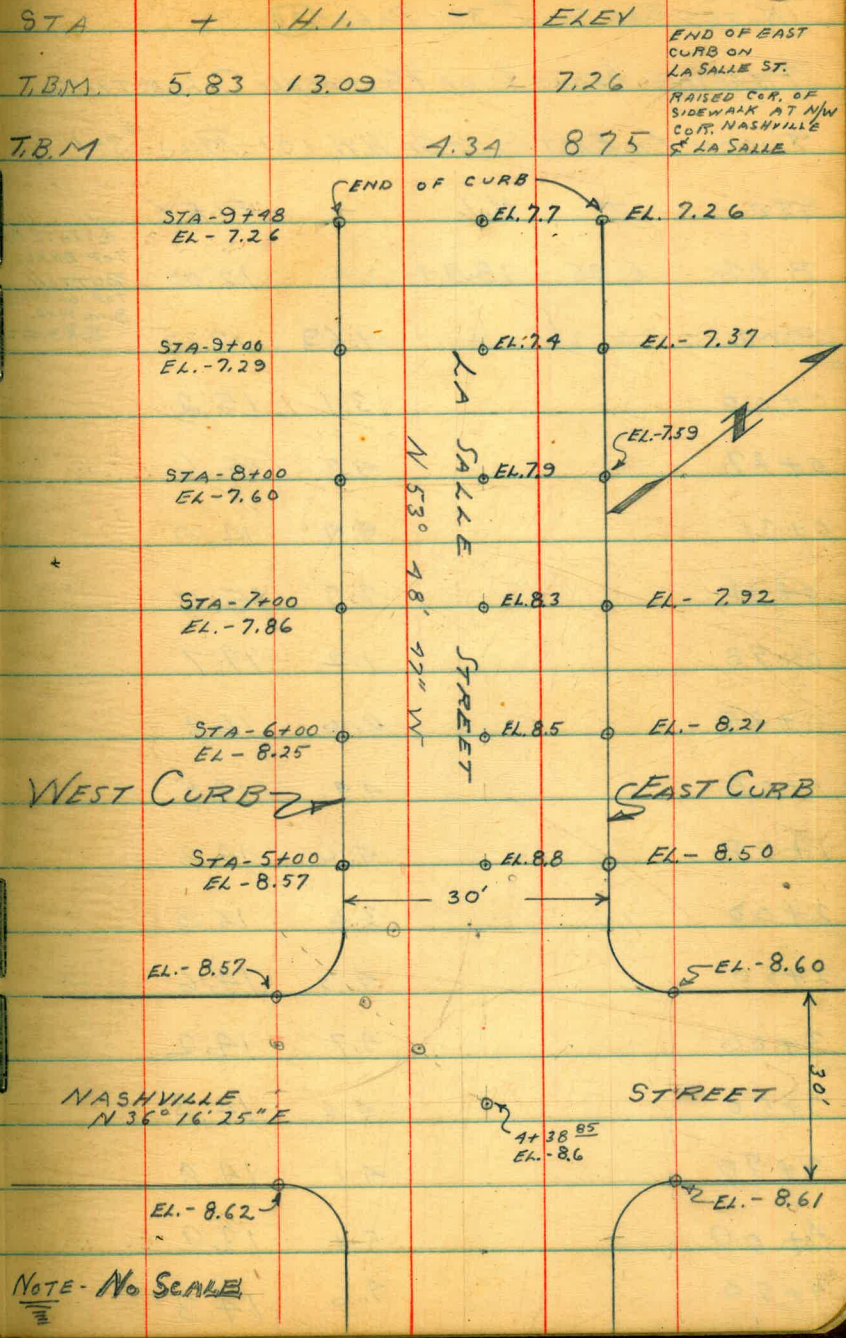 STA + H.I. - ELEV
T.B.M. 5.83 13.09 7.26
END OF EAST
CURB ON
LA SALLE ST.
T.B.M 4.34 875
RAISED COR. OF
SIDEWALK AT N/W
COR. NASHVILLE
& LA SALLE
END OF CURB
STA-9+48 EL.7.7 EL. 7.26
EL-7.26
STA-9+00 EL.7.4 EL.-7.37
EL.-7.29
N
EL-7.59
STA-8+00 EL.7.9
EL-7.60
LA SALLE STREET
N 53° 48' 47" W
STA-7+00 EL.8.3 EL-7.92
EL.-7.86
STA-6+00 EL.8.5 EL.-8.21
EL-8.25
WEST CURB EAST CURB
STA-5+00 EL.8.8 EL-8.50
EL-8.57
30'
EL.-8.57 EL.-8.60
30'
NASHVILLE STREET
N 36° 16' 25" E
4+38 85
EL.-8.6
EL.-8.62 EL.-8.61
NOTE-NO SCALE